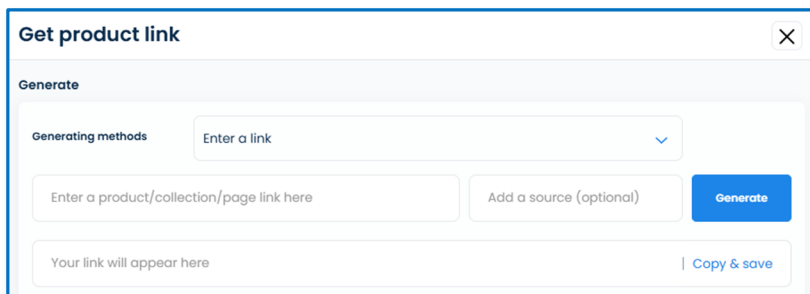 Get product link
Generate
Generating methods
Enter a link
Enter a product/collection/page link here
Add a source (optional)
Generate
Your link will appear here
| Copy & save